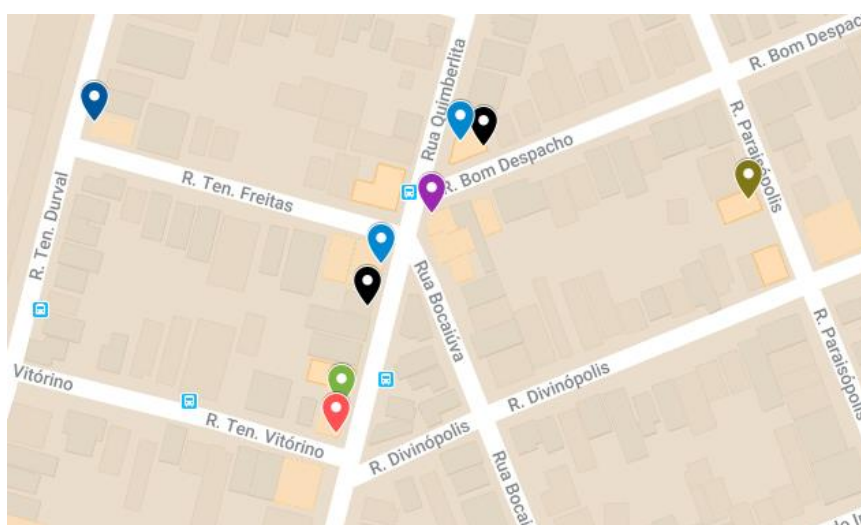 R. Bom Despac
Rua Quimberlita
R. Paraisópolis
R. Bom Despacho
R. Ten. Freitas
R. Ten. Durval
Rua Bocaiúva
R. Paraisópolis
Vitórino
R. Divinópolis
R. Ten. Vitórino
R. Divinópolis
Rua Bocai